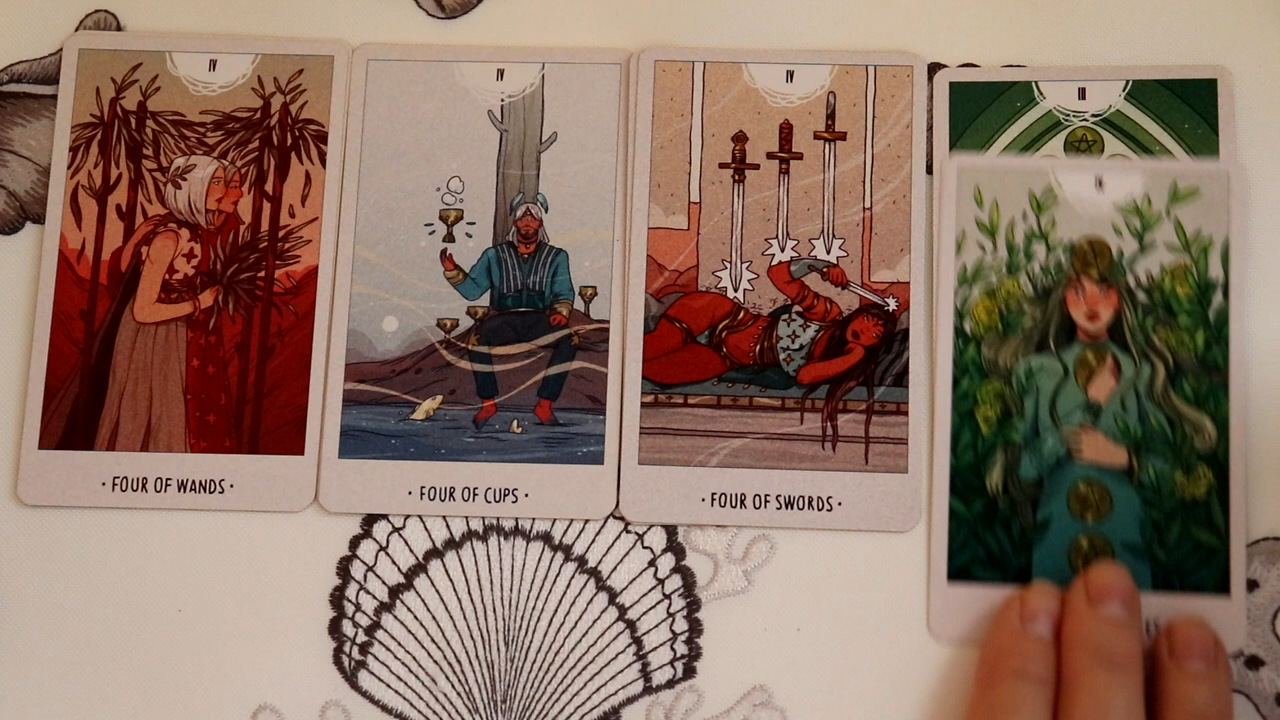 IV
· FOUR OF WANDS ·
IV
· FOUR OF CUPS ·
IV
· FOUR OF SWORDS ·
III